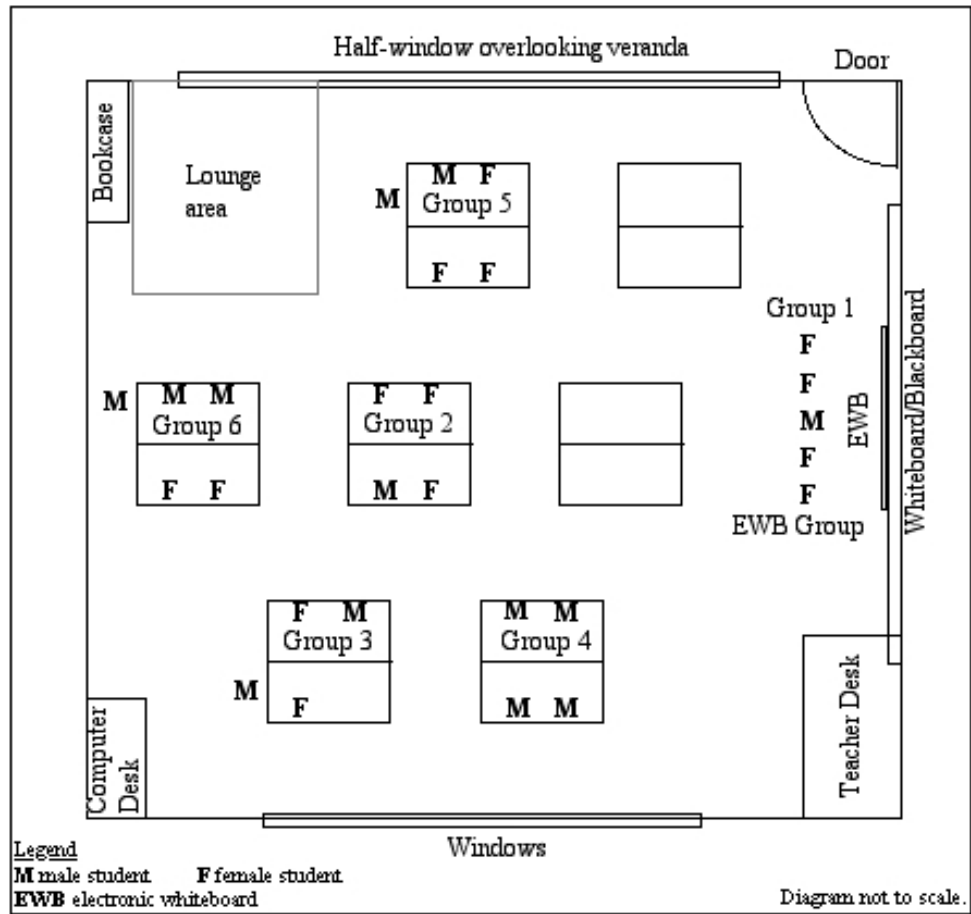 Half-window overlooking veranda
Door
Bookcase
Lounge
area
M F
M
Group 5
F F
Group 1
F
F
M
F
F
EWB Group
EWB
Whiteboard/Blackboard
M
M M
Group 6
F F
F F
Group 2
M F
F M
Group 3
M
F
M M
Group 4
M M
Computer
Desk
Teacher Desk
Windows
Legend
M male student F female student
EWB electronic whiteboard
Diagram not to scale.